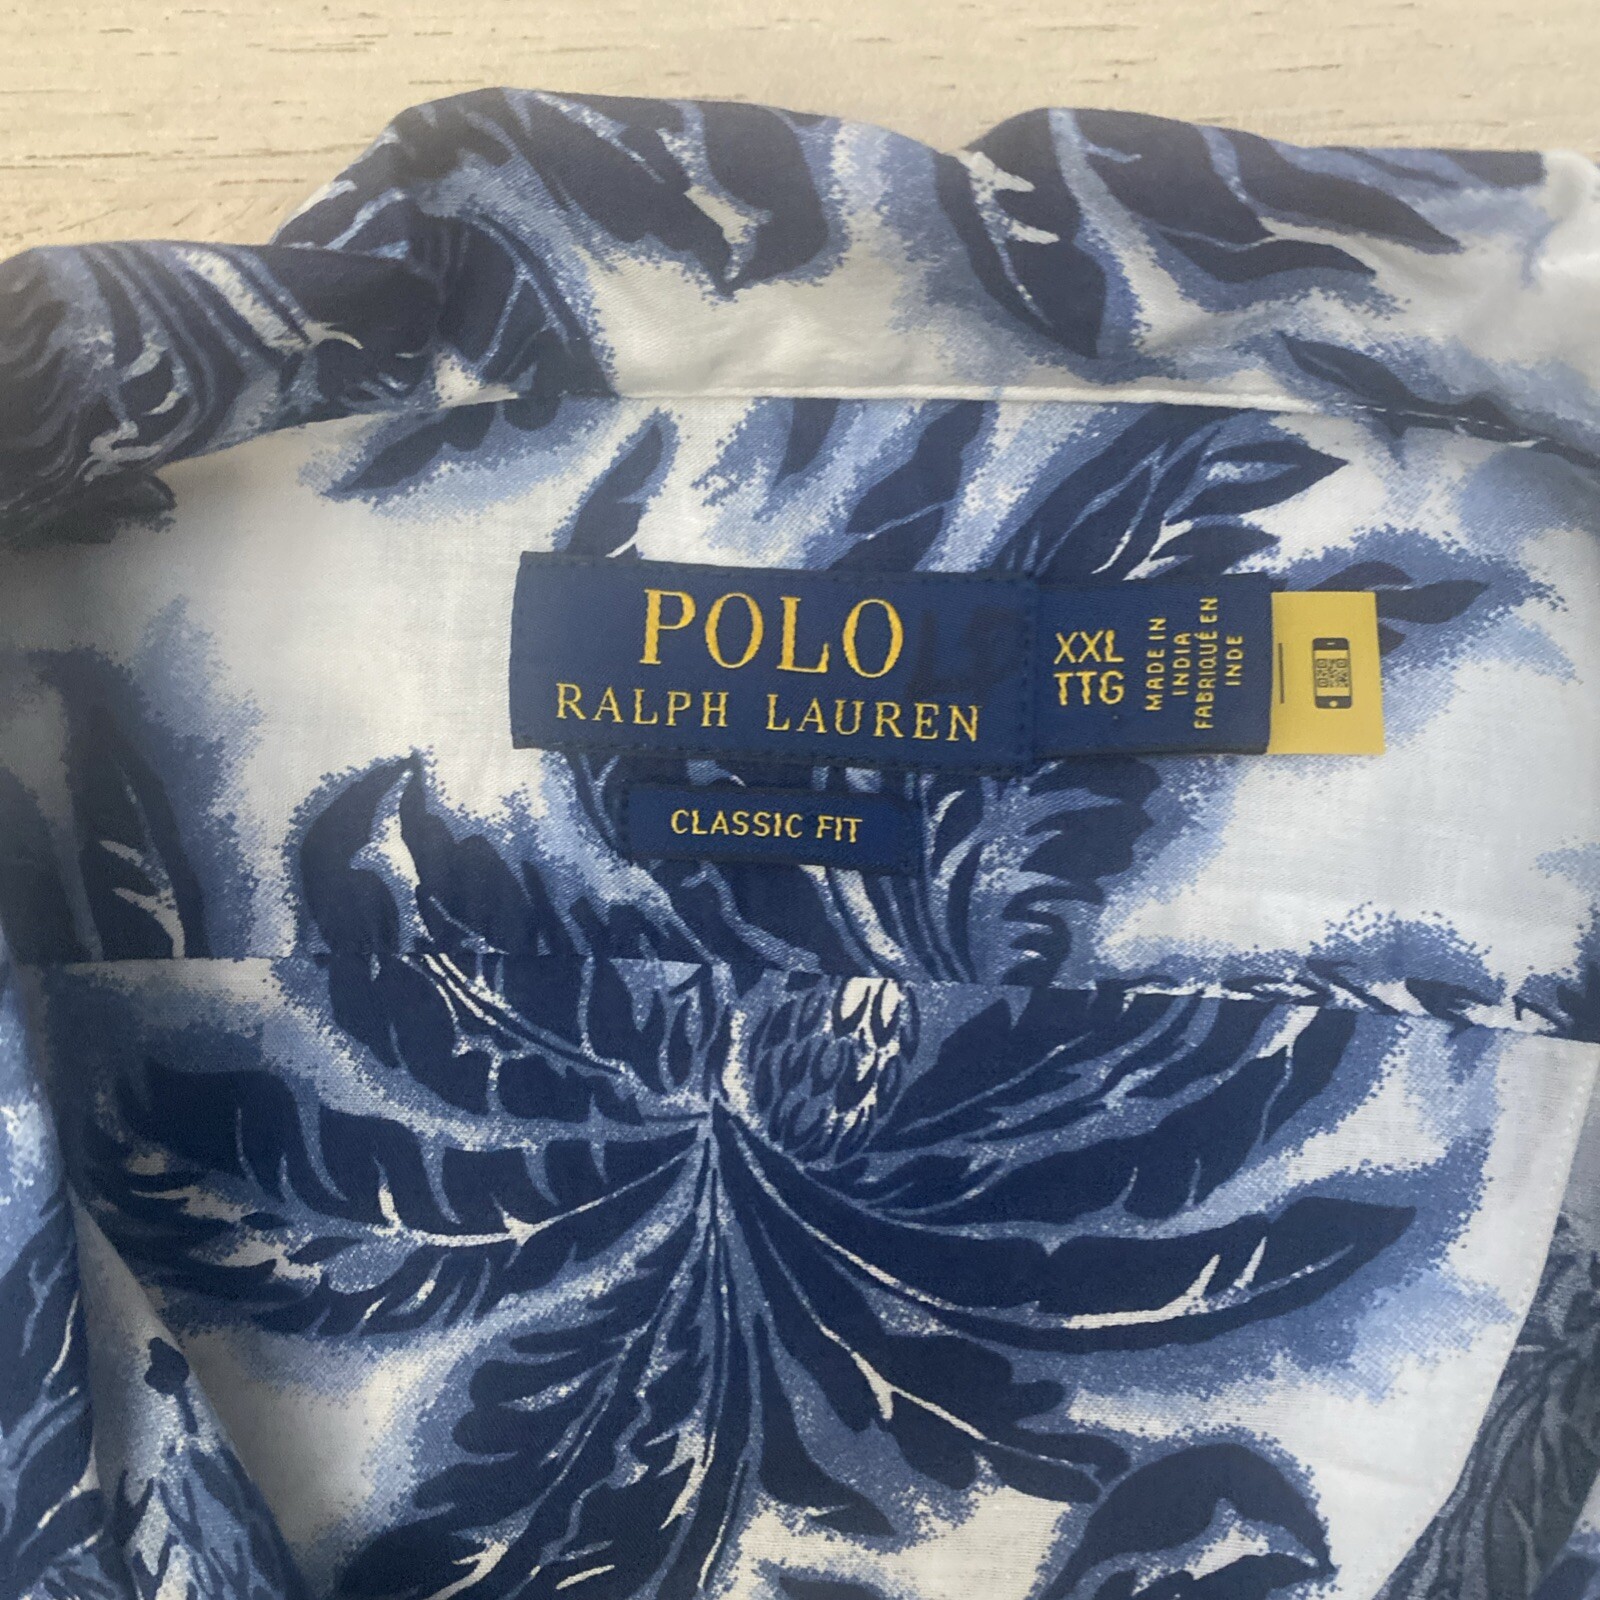 POLO
RALPH LAUREN
XXL
TTG
MADE IN
INDIA
FABRIQUÉ EN
INDE
CLASSIC FIT